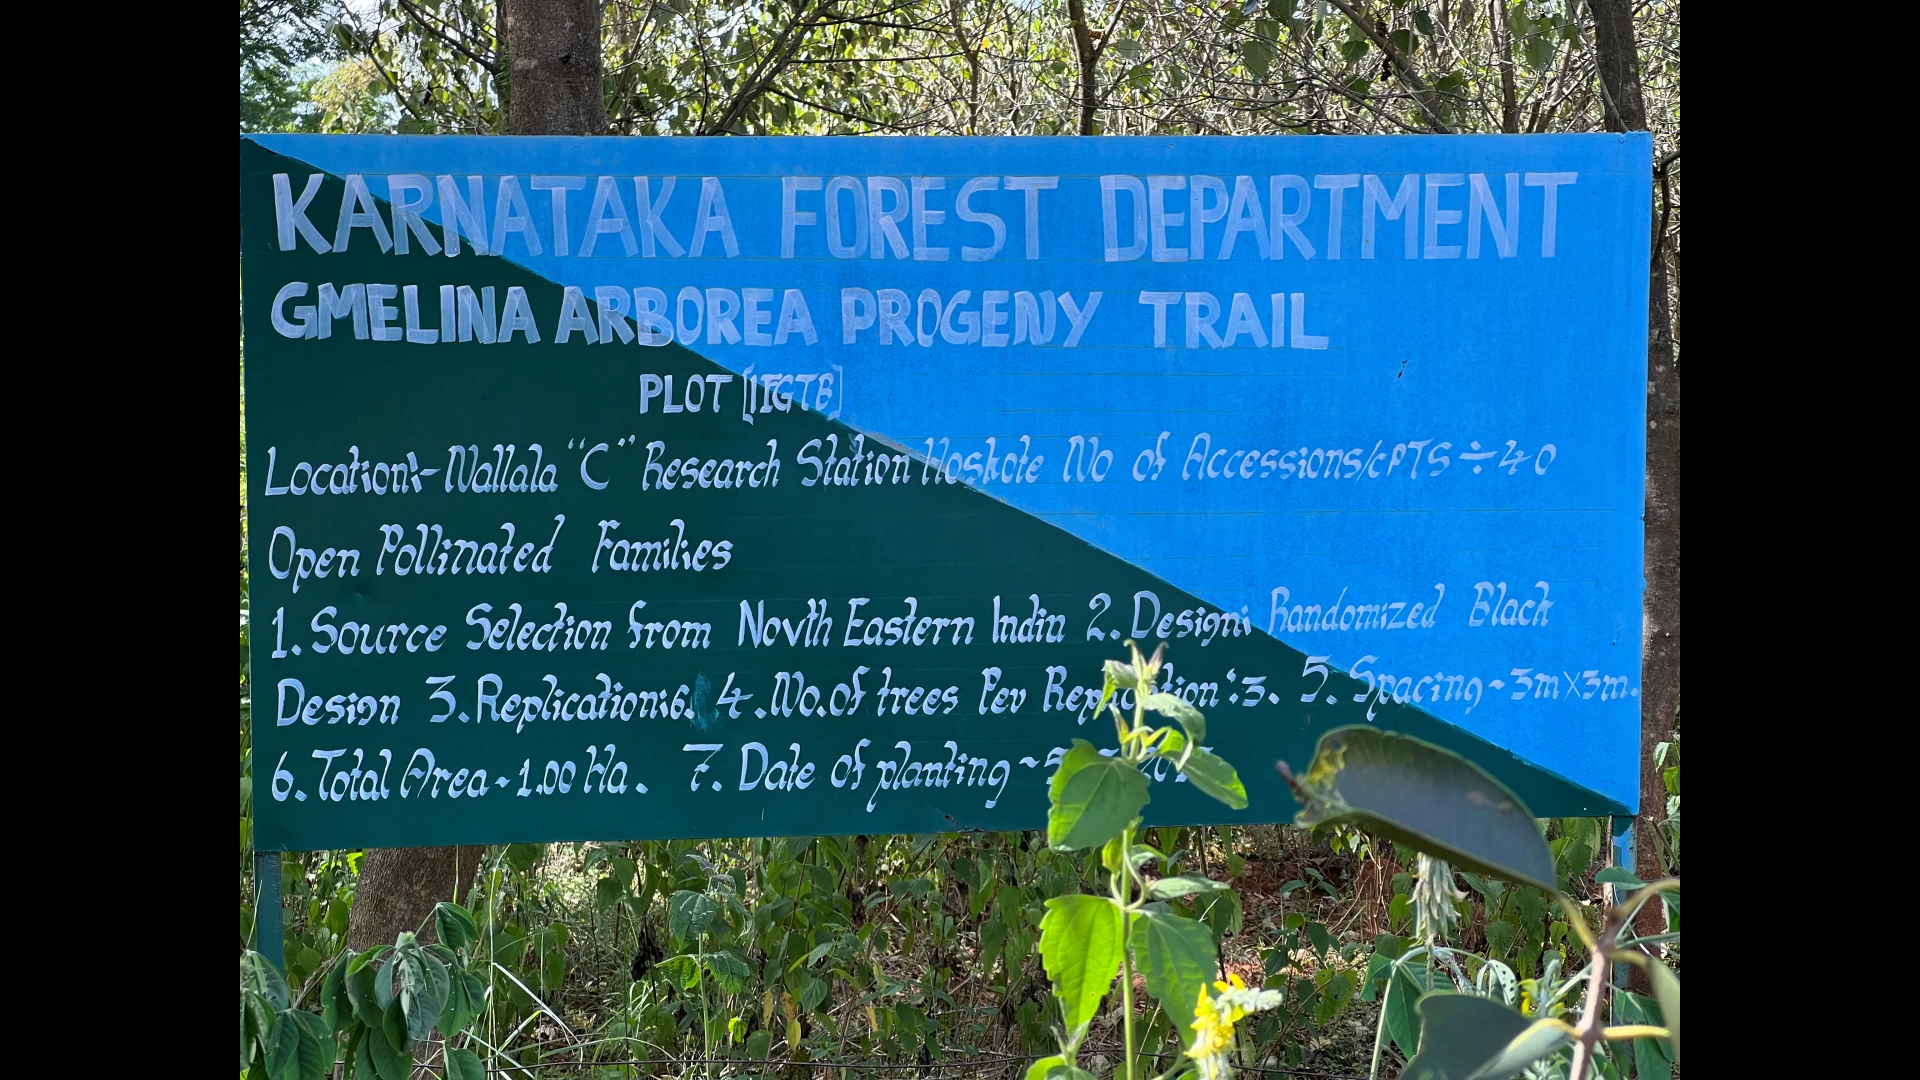 KARNATAKA FOREST DEPARTMENT
GMELINA ARBOREA PROGENY TRAIL
PLOT [IFGTB]
Location:- Nallala "C" Research Station Hoskote No of Accessions/CPTS ÷ 40
Open Pollinated Families
1. Source Selection from North Eastern India 2. Design: Randomized Black
Design 3. Replication:6. 4. No. of trees Per Replication:3. 5. Spacing - 3m x 3m.
6. Total Area - 1.00 Ha. 7. Date of planting -